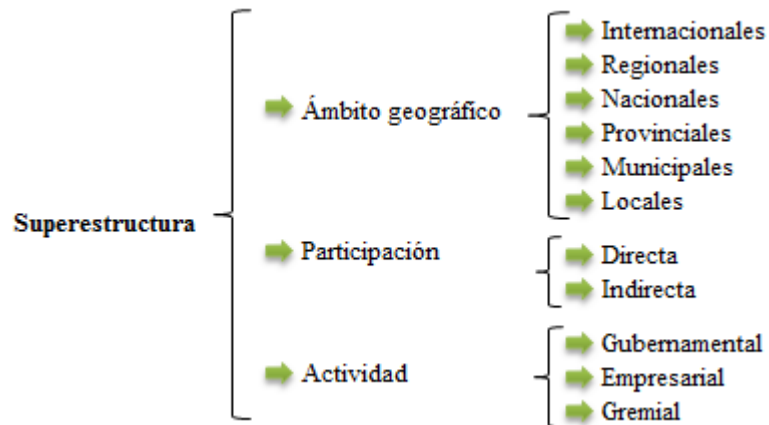 Superestructura
Ámbito geográfico
Internacionales
Regionales
Nacionales
Provinciales
Municipales
Locales
Participación
Directa
Indirecta
Actividad
Gubernamental
Empresarial
Gremial